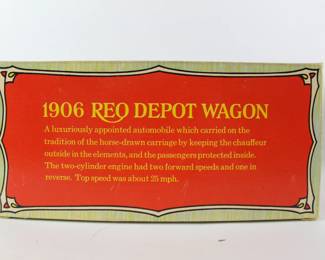 1906 REO DEPOT WAGON
A luxuriously appointed automobile which carried on the
tradition of the horse-drawn carriage by keeping the chauffeur
outside in the elements, and the passengers protected inside.
The two-cylinder engine had two forward speeds and one in
reverse. Top speed was about 25 mph.